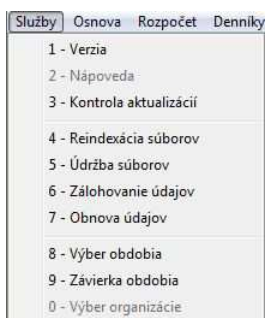 Služby Osnova Rozpočet Denníky
1 - Verzia
2 - Nápoveda
3 - Kontrola aktualizácií
4 - Reindexácia súborov
5 - Údržba súborov
6 - Zálohovanie údajov
7 - Obnova údajov
8 - Výber obdobia
9 - Závierka obdobia
0 - Výber organizácie